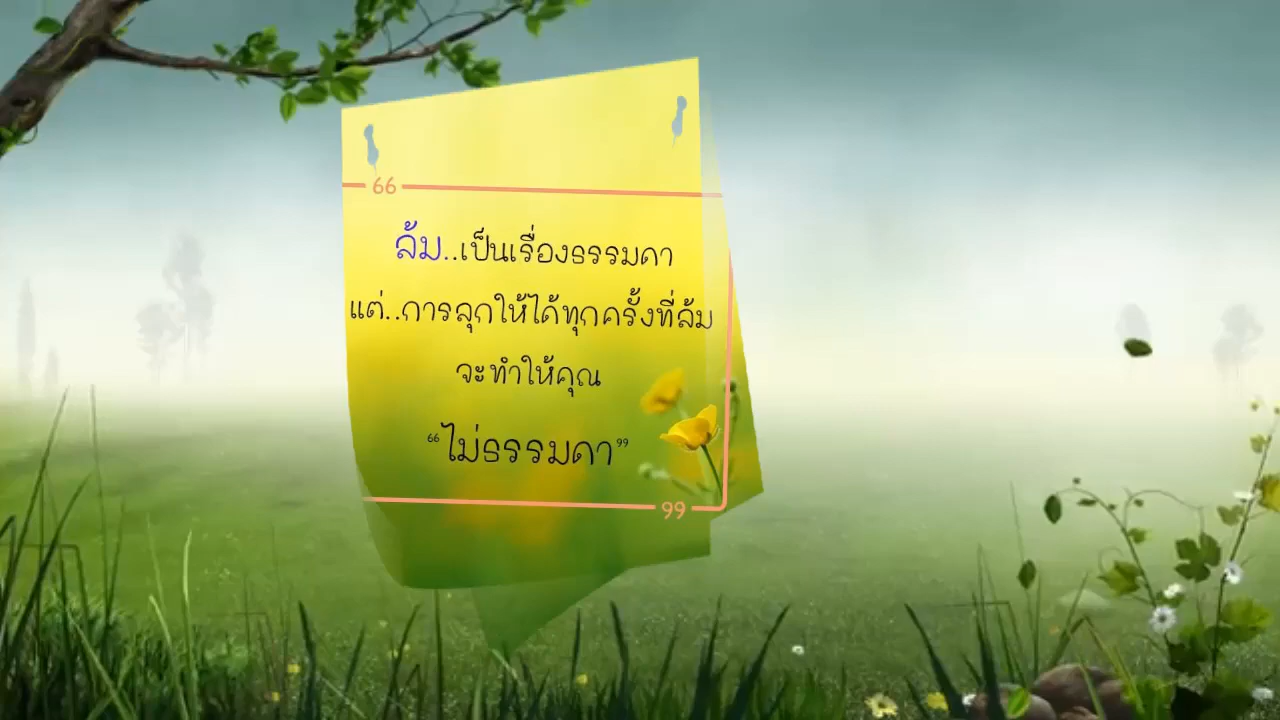 66
ล้ม..เป็นเรื่องธรรมดา
แต่..การลุกให้ได้ทุกครั้งที่ล้ม
จะทำให้คุณ
“ไม่ธรรมดา”
99